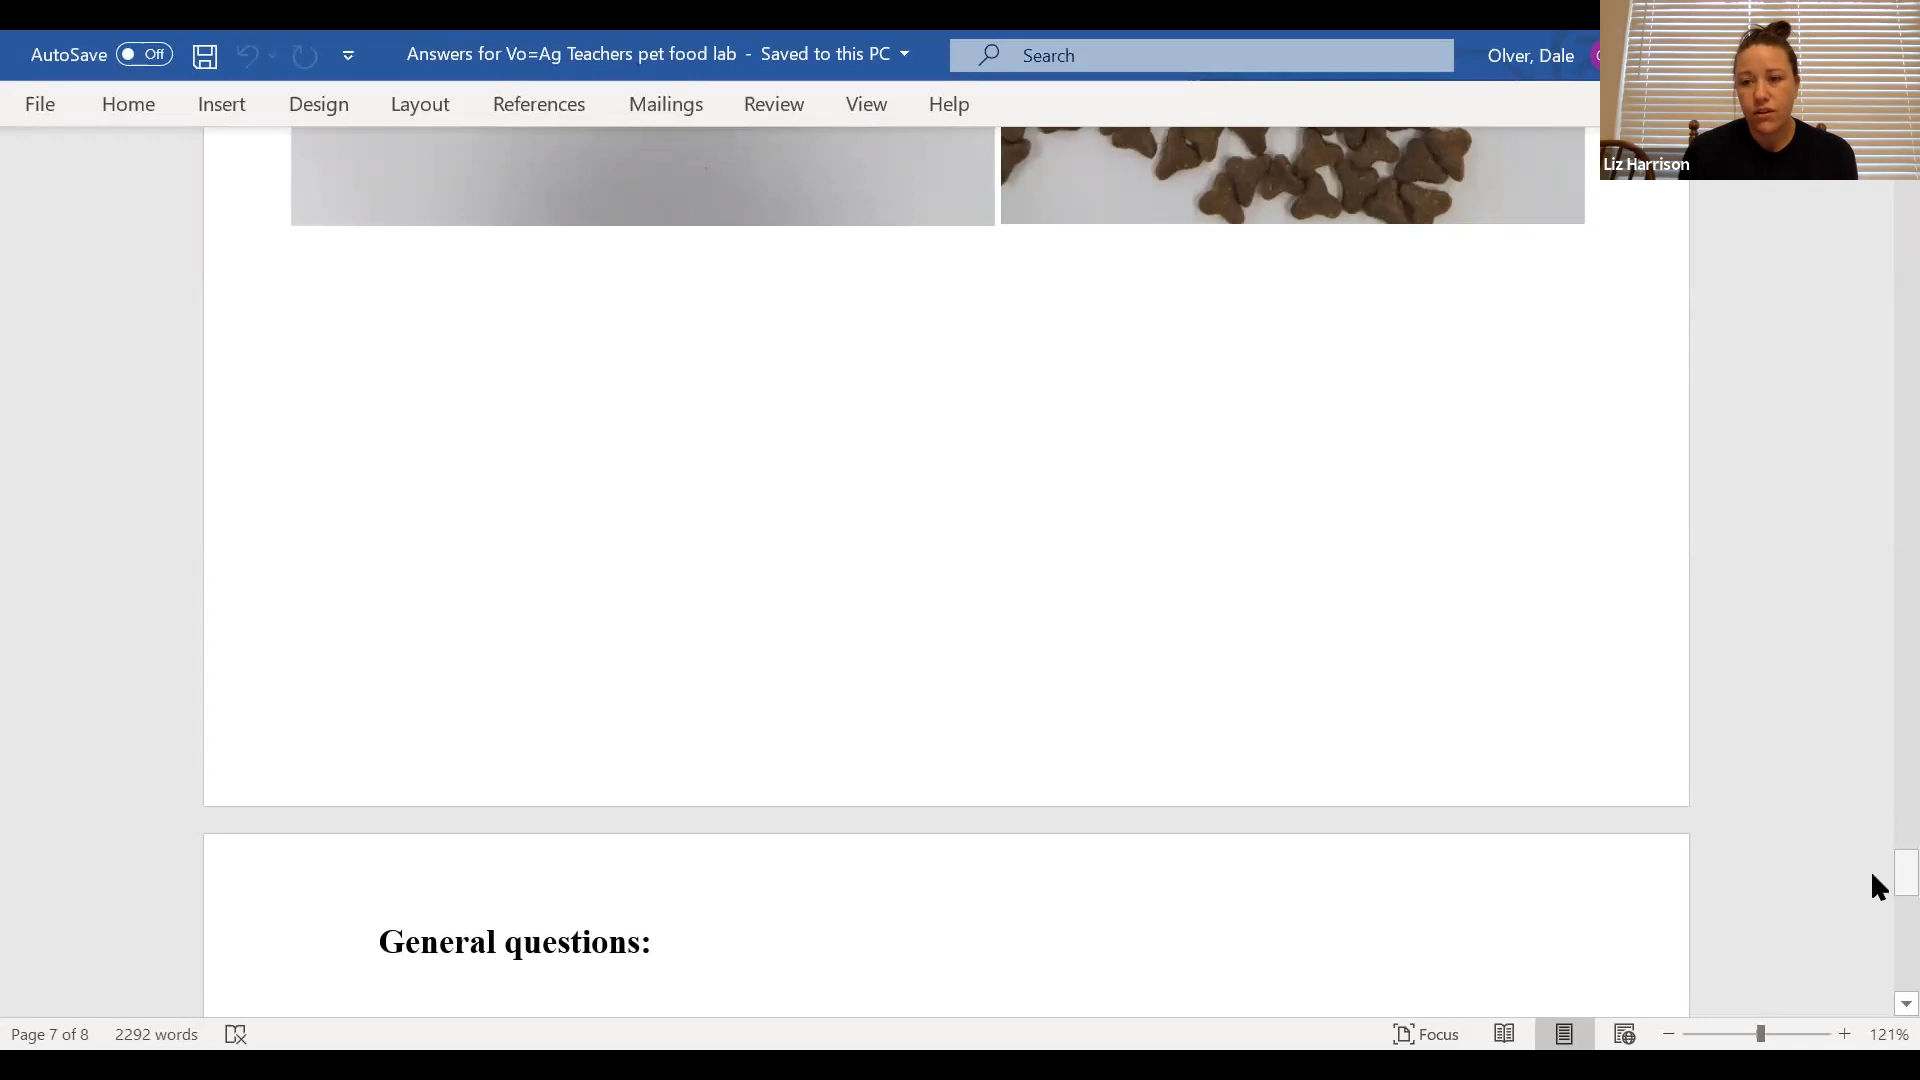 AutoSave Off Answers for Vo=Ag Teachers pet food lab - Saved to this PC Search Olver, Dale
File Home Insert Design Layout References Mailings Review View Help
Liz Harrison
General questions:
Page 7 of 8 2292 words Focus 121%